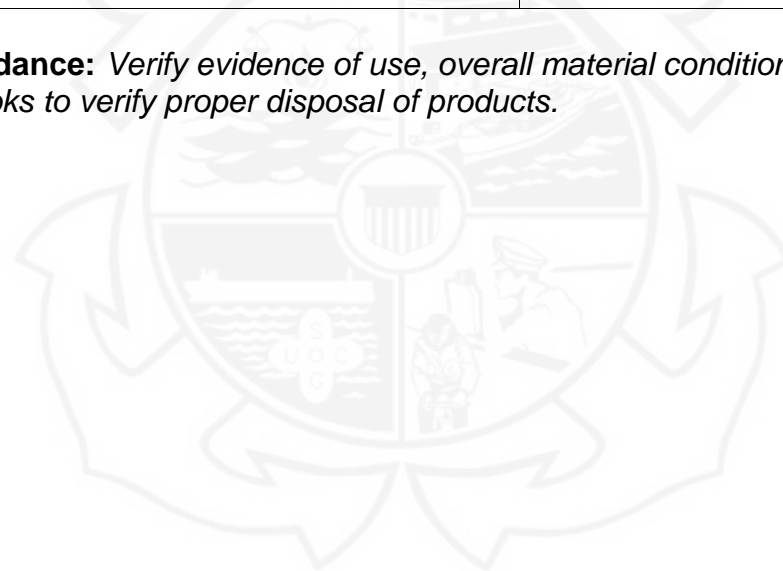 dance: Verify evidence of use, overall material condition
oks to verify proper disposal of products.
S
U O C
G